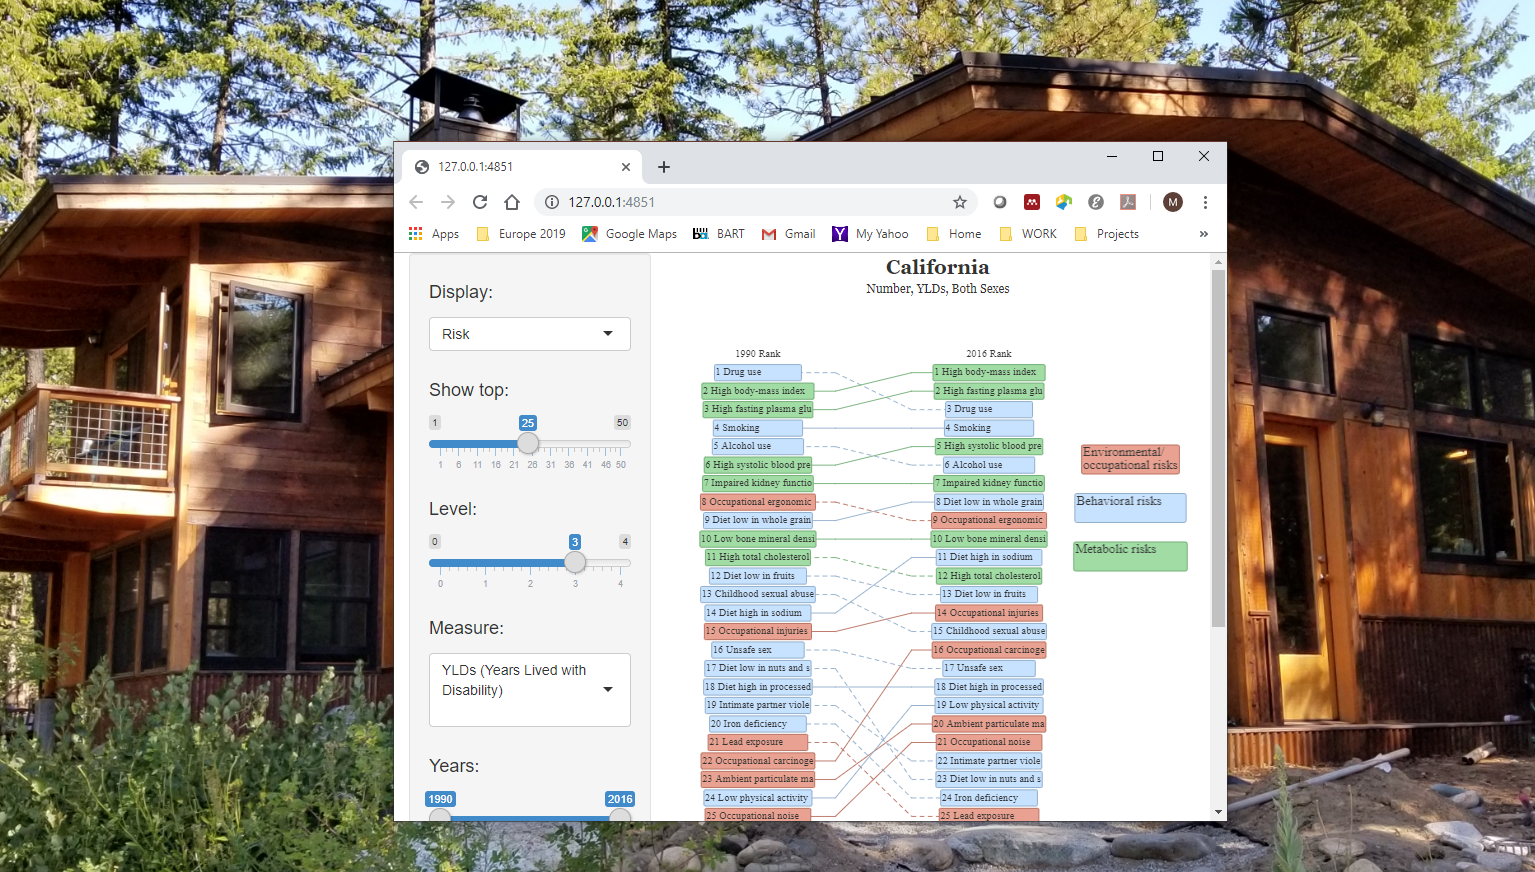 127.0.0.1:4851
127.0.0.1:4851
M
Apps
Europe 2019
Google Maps
BART
Gmail
My Yahoo
Home
WORK
Projects
»
Display:
Risk
Show top:
1 25 50
1 6 11 16 21 26 31 36 41 46 50
Level:
0 3 4
0 1 2 3 4
Measure:
YLDs (Years Lived with
Disability)
Years:
1990 2016
California
Number, YLDs, Both Sexes
1990 Rank
1 Drug use
2 High body-mass index
3 High fasting plasma glu
4 Smoking
5 Alcohol use
6 High systolic blood pre
7 Impaired kidney functio
8 Occupational ergonomic
9 Diet low in whole grain
10 Low bone mineral densi
11 High total cholesterol
12 Diet low in fruits
13 Childhood sexual abuse
14 Diet high in sodium
15 Occupational injuries
16 Unsafe sex
17 Diet low in nuts and s
18 Diet high in processed
19 Intimate partner viole
20 Iron deficiency
21 Lead exposure
22 Occupational carcinoge
23 Ambient particulate ma
24 Low physical activity
25 Occupational noise
2016 Rank
1 High body-mass index
2 High fasting plasma glu
3 Drug use
4 Smoking
5 High systolic blood pre
6 Alcohol use
7 Impaired kidney functio
8 Diet low in whole grain
9 Occupational ergonomic
10 Low bone mineral densi
11 Diet high in sodium
12 High total cholesterol
13 Diet low in fruits
14 Occupational injuries
15 Childhood sexual abuse
16 Occupational carcinoge
17 Unsafe sex
18 Diet high in processed
19 Low physical activity
20 Ambient particulate ma
21 Occupational noise
22 Intimate partner viole
23 Diet low in nuts and s
24 Iron deficiency
25 Lead exposure
Environmental/
occupational risks
Behavioral risks
Metabolic risks